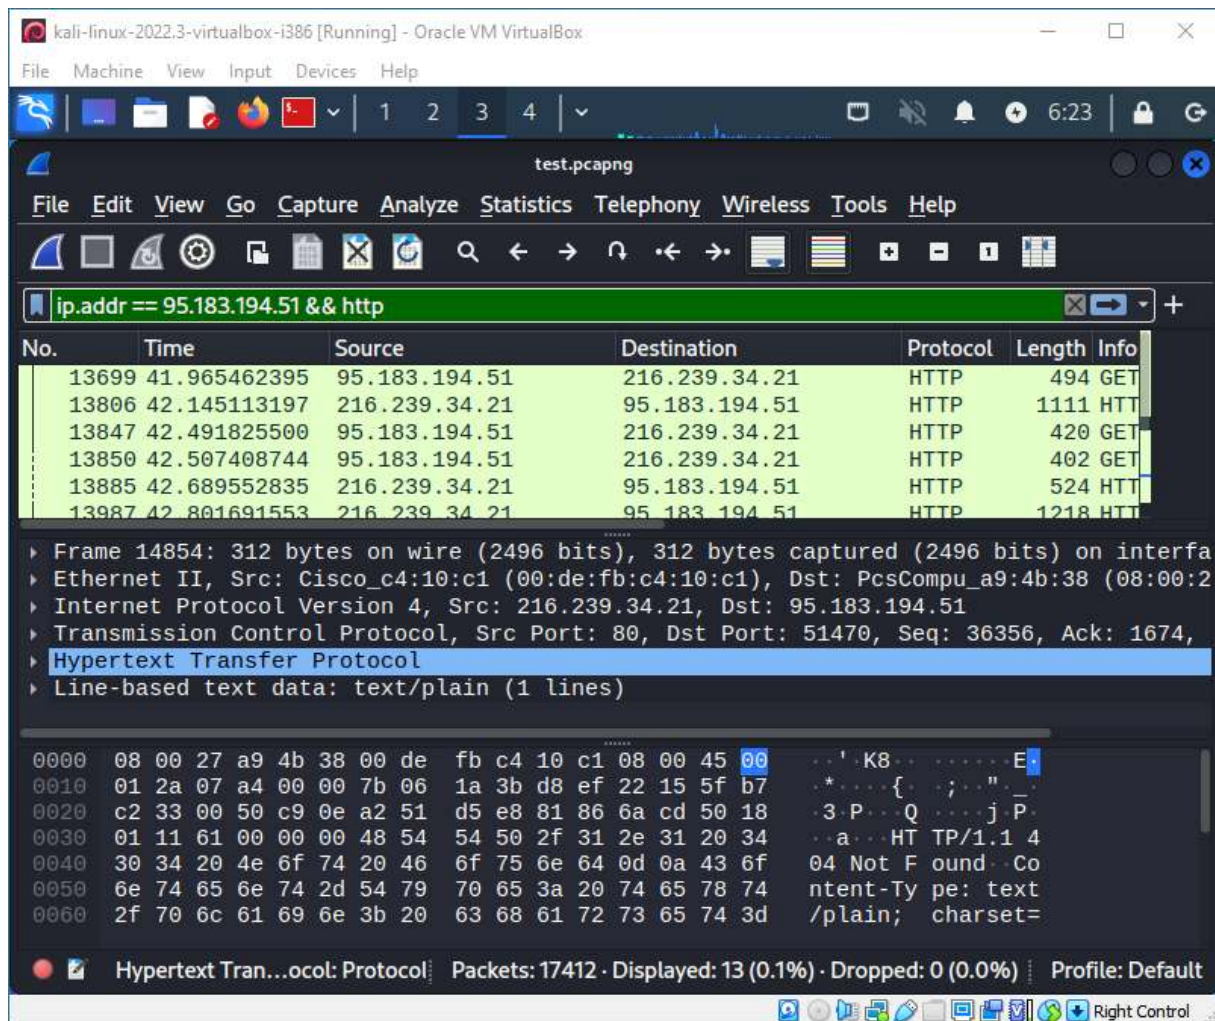 kali-linux-2022.3-virtualbox-i386 [Running] - Oracle VM VirtualBox
File Machine View Input Devices Help
1 2 3 4 6:23
test.pcapng
File Edit View Go Capture Analyze Statistics Telephony Wireless Tools Help
ip.addr == 95.183.194.51 && http
No. Time Source Destination Protocol Length Info
13699 41.965462395 95.183.194.51 216.239.34.21 HTTP 494 GET
13806 42.145113197 216.239.34.21 95.183.194.51 HTTP 1111 HTT
13847 42.491825500 95.183.194.51 216.239.34.21 HTTP 420 GET
13850 42.507408744 95.183.194.51 216.239.34.21 HTTP 402 GET
13885 42.689552835 216.239.34.21 95.183.194.51 HTTP 524 HTT
13987 42.801691553 216.239.34.21 95.183.194.51 HTTP 1218 HTT
Frame 14854: 312 bytes on wire (2496 bits), 312 bytes captured (2496 bits) on interfa
Ethernet II, Src: Cisco_c4:10:c1 (00:de:fb:c4:10:c1), Dst: PcsCompu_a9:4b:38 (08:00:2
Internet Protocol Version 4, Src: 216.239.34.21, Dst: 95.183.194.51
Transmission Control Protocol, Src Port: 80, Dst Port: 51470, Seq: 36356, Ack: 1674,
Hypertext Transfer Protocol
Line-based text data: text/plain (1 lines)
0000 08 00 27 a9 4b 38 00 de fb c4 10 c1 08 00 45 00 ··'·K8·· ······E·
0010 01 2a 07 a4 00 00 7b 06 1a 3b d8 ef 22 15 5f b7 ·*····{· ·;··"·_·
0020 c2 33 00 50 c9 0e a2 51 d5 e8 81 86 6a cd 50 18 ·3·P···Q ····j·P·
0030 01 11 61 00 00 00 48 54 54 50 2f 31 2e 31 20 34 ··a···HT TP/1.1 4
0040 30 34 20 4e 6f 74 20 46 6f 75 6e 64 0d 0a 43 6f 04 Not F ound··Co
0050 6e 74 65 6e 74 2d 54 79 70 65 3a 20 74 65 78 74 ntent-Ty pe: text
0060 2f 70 6c 61 69 6e 3b 20 63 68 61 72 73 65 74 3d /plain; charset=
Hypertext Tran…ocol: Protocol Packets: 17412 · Displayed: 13 (0.1%) · Dropped: 0 (0.0%) Profile: Default
Right Control